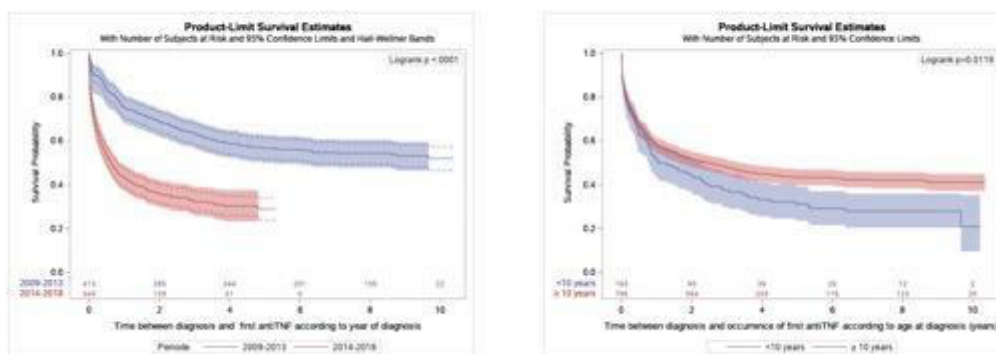 Product-Limit Survival Estimates
With Number of Subjects at Risk and 95% Confidence Limits and Hall-Wellner Bands
Logrank p <.0001
1.0
0.8
0.6
0.4
0.2
0.0
Survival Probability
2009-2013
2014-2018
0 2 4 6 8 10
Time between diagnosis and first antiTNF according to year of diagnosis
Periode 2009-2013 2014-2018
Product-Limit Survival Estimates
With Number of Subjects at Risk and 95% Confidence Limits
Logrank p=0.0119
1.0
0.8
0.6
0.4
0.2
0.0
Survival Probability
<10 years
≥ 10 years
0 2 4 6 8 10
Time between diagnosis and occurrence of first antiTNF according to age at diagnosis (years)
<10 years ≥ 10 years